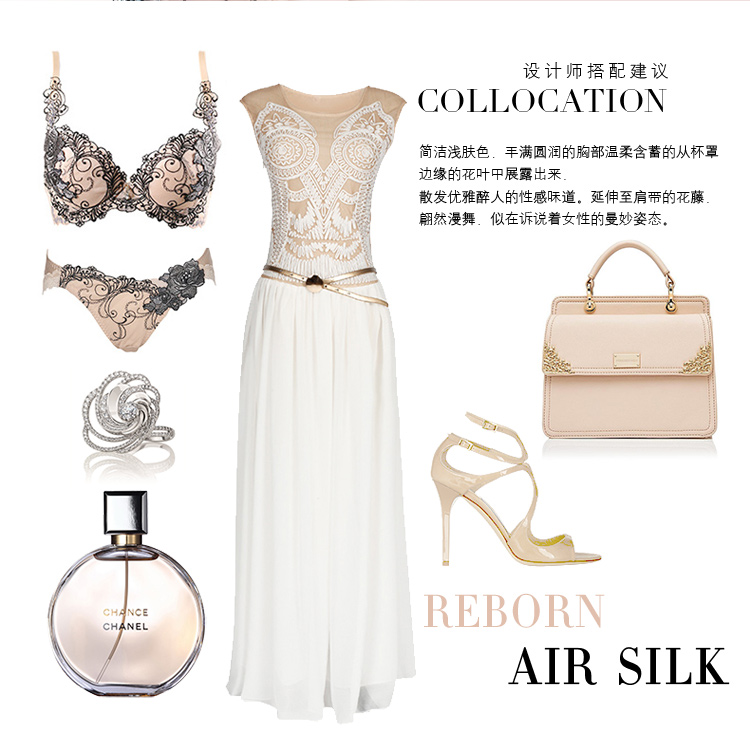 设计师搭配建议
COLLOCATION
简洁浅肤色，丰满圆润的胸部温柔含蓄的从杯罩
边缘的花叶中展露出来，
散发优雅醉人的性感味道。延伸至肩带的花藤，
翩然漫舞，似在诉说着女性的曼妙姿态。
CHANCE
CHANEL
REBORN
AIR SILK